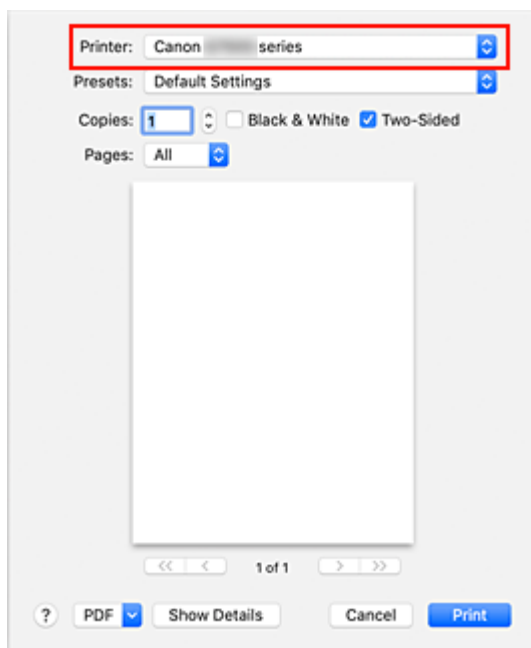 Printer: Canon series
Presets: Default Settings
Copies: 1 Black & White Two-Sided
Pages: All
<< < 1 of 1 > >>
? PDF Show Details Cancel Print